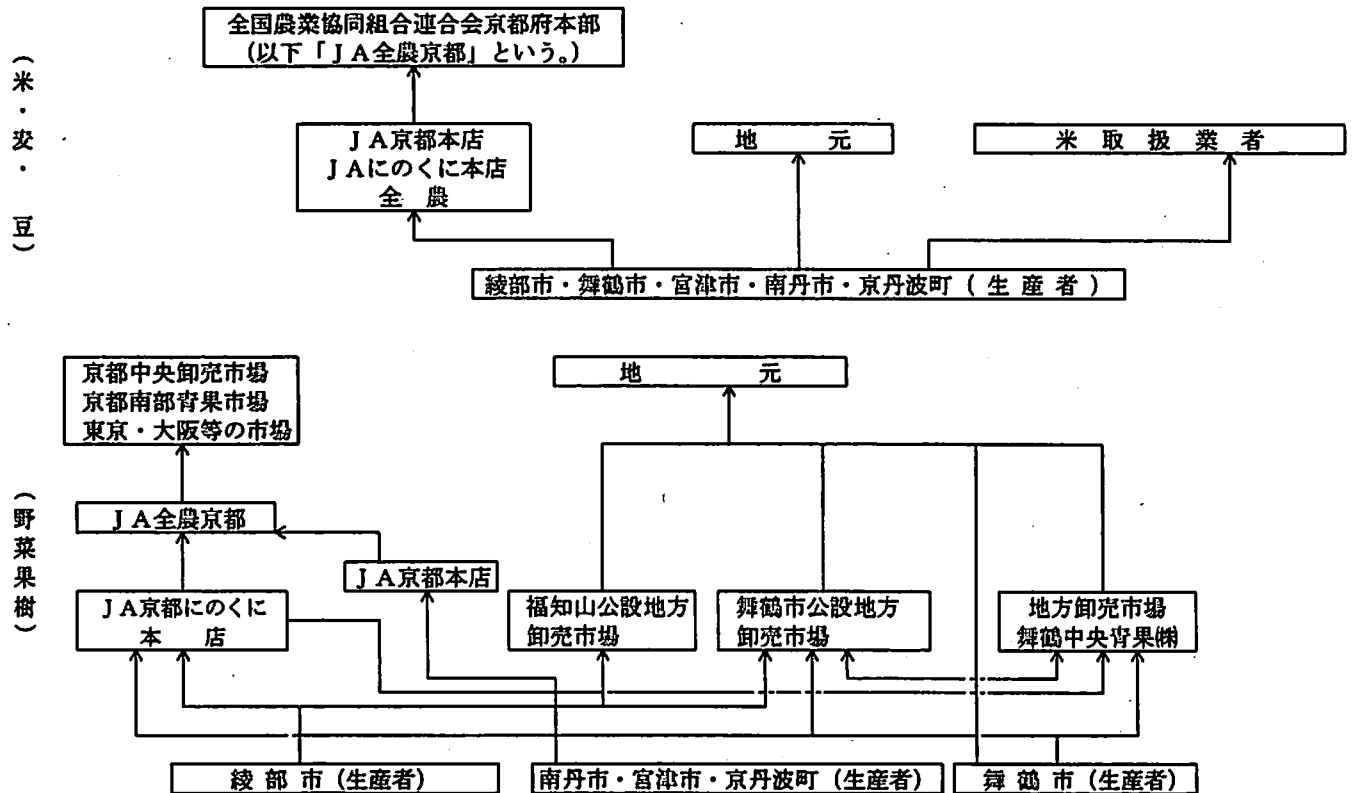 全国農業協同組合連合会京都府本部
(以下「JA全農京都」という。)
(米・麦・豆)
JA京都本店
JAにのくに本店
全農
地元
米取扱業者
綾部市・舞鶴市・宮津市・南丹市・京丹波町(生産者)
京都中央卸売市場
京都南部青果市場
東京・大阪等の市場
地元
(野菜果樹)
JA全農京都
JA京都本店
JA京都にのくに
本店
福知山公設地方
卸売市場
舞鶴市公設地方
卸売市場
地方卸売市場
舞鶴中央青果㈱
綾部市(生産者)
南丹市・宮津市・京丹波町(生産者)
舞鶴市(生産者)